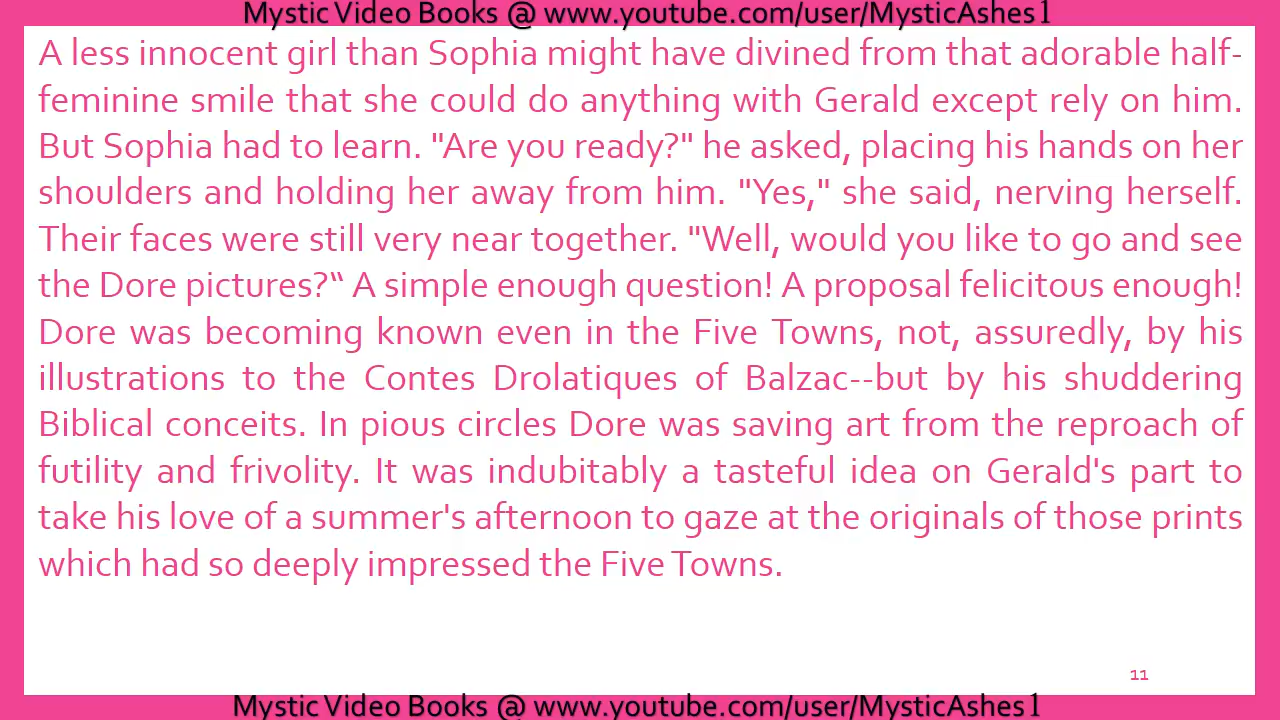 Mystic Video Books @ www.youtube.com/user/MysticAshes1
A less innocent girl than Sophia might have divined from that adorable half-
feminine smile that she could do anything with Gerald except rely on him.
But Sophia had to learn. "Are you ready?" he asked, placing his hands on her
shoulders and holding her away from him. "Yes," she said, nerving herself.
Their faces were still very near together. "Well, would you like to go and see
the Dore pictures?“ A simple enough question! A proposal felicitous enough!
Dore was becoming known even in the Five Towns, not, assuredly, by his
illustrations to the Contes Drolatiques of Balzac--but by his shuddering
Biblical conceits. In pious circles Dore was saving art from the reproach of
futility and frivolity. It was indubitably a tasteful idea on Gerald's part to
take his love of a summer's afternoon to gaze at the originals of those prints
which had so deeply impressed the Five Towns.
11
Mystic Video Books @ www.youtube.com/user/MysticAshes1